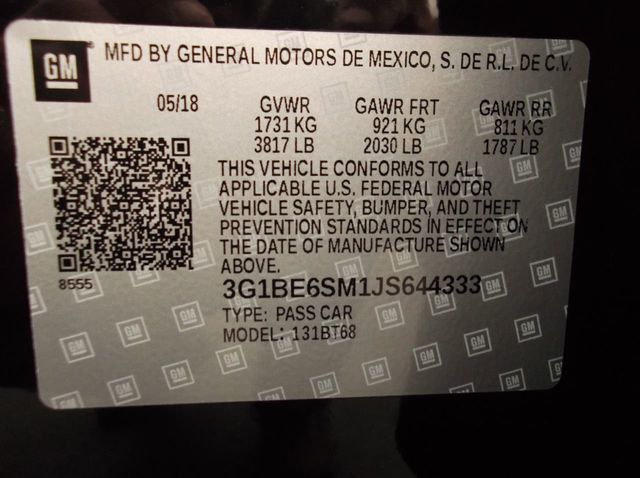 GM MFD BY GENERAL MOTORS DE MEXICO, S. DE R.L. DE C.V.
05/18 GVWR GAWR FRT GAWR RR
1731 KG 921 KG 811 KG
3817 LB 2030 LB 1787 LB
THIS VEHICLE CONFORMS TO ALL
APPLICABLE U.S. FEDERAL MOTOR
VEHICLE SAFETY, BUMPER, AND THEFT
PREVENTION STANDARDS IN EFFECT ON
THE DATE OF MANUFACTURE SHOWN
ABOVE.
8555
3G1BE6SM1JS644333
TYPE: PASS CAR
MODEL: 131BT68